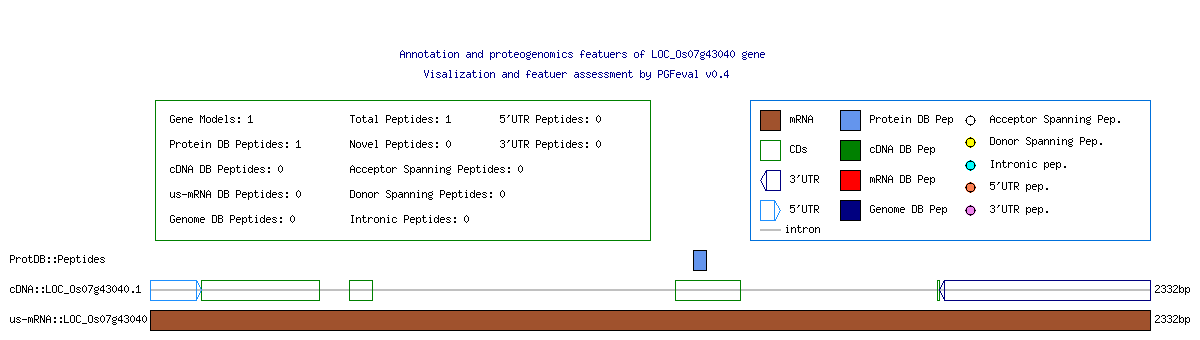 Annotation and proteogenomics featuers of LOC_Os07g43040 gene
Visalization and featuer assessment by PGFeval v0.4
Gene Models: 1
Total Peptides: 1
5'UTR Peptides: 0
Protein DB Peptides: 1
Novel Peptides: 0
3'UTR Peptides: 0
cDNA DB Peptides: 0
Acceptor Spanning Peptides: 0
us-mRNA DB Peptides: 0
Donor Spanning Peptides: 0
Genome DB Peptides: 0
Intronic Peptides: 0
mRNA
Protein DB Pep
Acceptor Spanning Pep.
CDs
cDNA DB Pep
Donor Spanning Pep.
3'UTR
mRNA DB Pep
Intronic pep.
5'UTR
Genome DB Pep
5'UTR pep.
3'UTR pep.
intron
ProtDB::Peptides
cDNA::LOC_Os07g43040.1
2332bp
us-mRNA::LOC_Os07g43040
2332bp